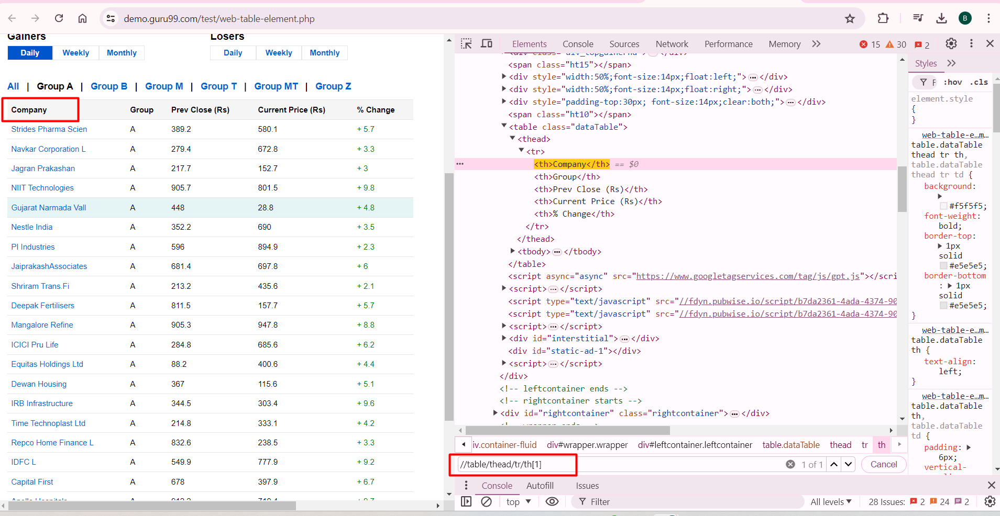 demo.guru99.com/test/web-table-element.php
B
Gainers Losers
Daily Weekly Monthly Daily Weekly Monthly
All | Group A | Group B | Group M | Group T | Group MT | Group Z
Company Group Prev Close (Rs) Current Price (Rs) % Change
Strides Pharma Scien A 389.2 580.1 + 5.7
Navkar Corporation L A 279.4 672.8 + 3.3
Jagran Prakashan A 217.7 152.7 + 3
NIIT Technologies A 905.7 801.5 + 9.8
Gujarat Narmada Vall A 448 28.8 + 4.8
Nestle India A 352.2 690 + 3.5
PI Industries A 596 894.9 + 2.3
JaiprakashAssociates A 681.4 697.8 + 6
Shriram Trans.Fi A 213.2 435.6 + 2.1
Deepak Fertilisers A 811.5 157.7 + 5.7
Mangalore Refine A 905.3 947.8 + 8.8
ICICI Pru Life A 284.8 685.6 + 6.2
Equitas Holdings Ltd A 88.2 400.6 + 4.4
Dewan Housing A 367 115.6 + 5.1
IRB Infrastructure A 344.5 303.4 + 9.6
Time Technoplast Ltd A 214.8 333.1 + 4.2
Repco Home Finance L A 832.6 238.5 + 3.3
IDFC L A 549.9 777.9 + 9.2
Capital First A 678 397.9 + 6.7
Elements Console Sources Network Performance Memory 15 30 2
<span class="ht15"></span>
<div style="width:50%;font-size:14px;float:left;">…</div>
<div style="width:50%;font-size:14px;float:right;">…</div>
<div style="padding-top:30px; font-size:14px;clear:both;">…</div>
<span class="ht10"></span>
<table class="dataTable">
<thead>
<tr>
<th>Company</th> == $0
<th>Group</th>
<th>Prev Close (Rs)</th>
<th>Current Price (Rs)</th>
<th>% Change</th>
</tr>
</thead>
<tbody>…</tbody>
</table>
<script async="async" src="https://www.googletagservices.com/tag/js/gpt.js"></scri
<script>…</script>
<script type="text/javascript" src="//fdyn.pubwise.io/script/b7da2361-4ada-4374-90
<script type="text/javascript" src="//fdyn.pubwise.io/script/b7da2361-4ada-4374-90
<script>…</script>
<div id="interstitial">…</div>
<div id="static-ad-1"></div>
<script>…</script>
</div>
<!-- leftcontainer ends -->
<!-- rightcontainer starts -->
<div id="rightcontainer" class="rightcontainer">…</div>
iv.container-fluid div#wrapper.wrapper div#leftcontainer.leftcontainer table.dataTable thead tr th
//table/thead/tr/th[1] 1 of 1 Cancel
Styles
F :hov .cls
element.style
{
}
web-table-e…m…
table.dataTable
thead tr th,
table.dataTable
thead tr td {
background:
#f5f5f5;
font-weight:
bold;
border-top:
1px
solid
#e5e5e5;
border-bottom
: 1px
solid
#e5e5e5;
}
web-table-e…m…
table.dataTable
th {
text-align:
left;
}
web-table-e…m…
table.dataTable
th,
table.dataTable
td {
padding:
6px;
vertical-
Console Autofill Issues
top Filter All levels 28 Issues: 2 24 2